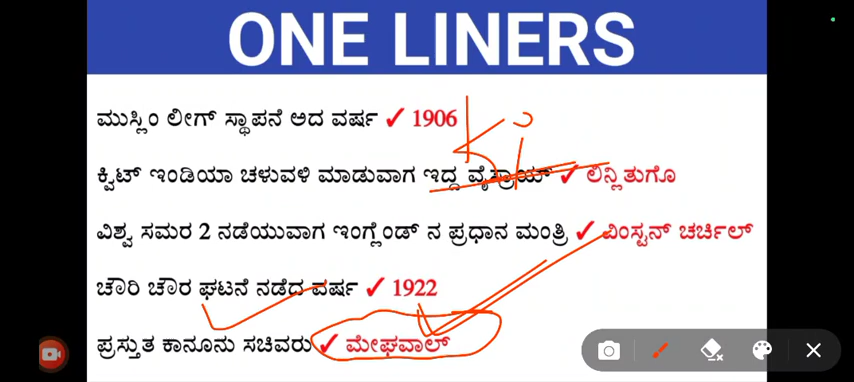 ONE LINERS
ಮುಸ್ಲಿಂ ಲೀಗ್ ಸ್ಥಾಪನೆ ಅದ ವರ್ಷ ✓ 1906
ಕ್ವಿಟ್ ಇಂಡಿಯಾ ಚಳುವಳಿ ಮಾಡುವಾಗ ಇದ್ದ ವೈಸ್ರಾಯ್ ✓ ಲಿನ್ಲಿತುಗೊ
ವಿಶ್ವ ಸಮರ 2 ನಡೆಯುವಾಗ ಇಂಗ್ಲೆಂಡ್ ನ ಪ್ರಧಾನ ಮಂತ್ರಿ ✓ ವಿಂಸ್ಟನ್ ಚರ್ಚಿಲ್
ಚೌರಿ ಚೌರ ಘಟನೆ ನಡೆದ ವರ್ಷ ✓ 1922
ಪ್ರಸ್ತುತ ಕಾನೂನು ಸಚಿವರು ✓ ಮೇಘವಾಲ್